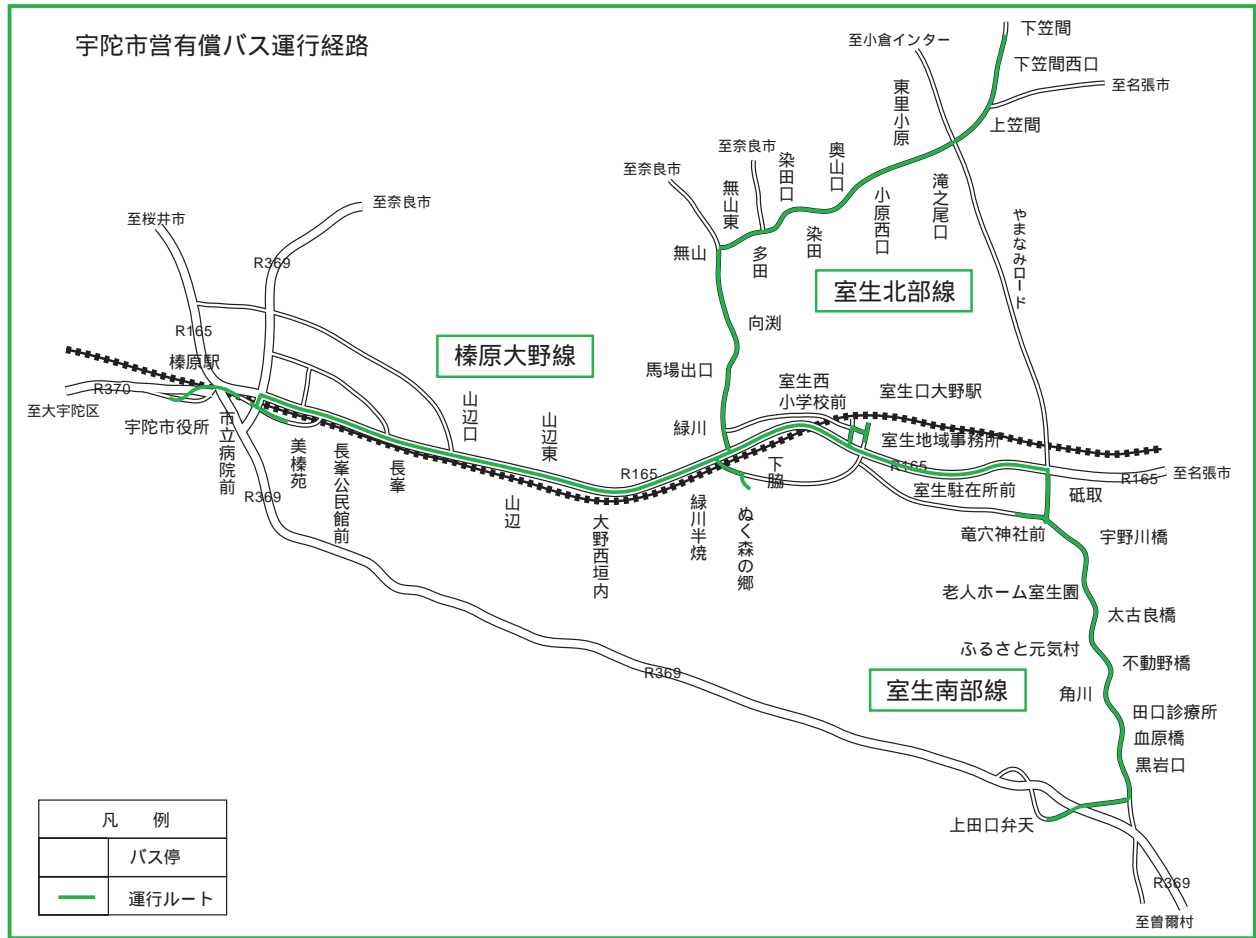 宇陀市営有償バス運行経路
至小倉インター
下笠間
下笠間西口
至名張市
上笠間
東里小原
滝之尾口
小原西口
奥山口
染田口
染田
至奈良市
多田
無山東
至奈良市
無山
やまなみロード
室生北部線
向渕
馬場出口
緑川
室生西
小学校前
室生口大野駅
室生地域事務所
R165
R165
至名張市
砥取
室生駐在所前
竜穴神社前
宇野川橋
老人ホーム室生園
太古良橋
ふるさと元気村
不動野橋
室生南部線
角川
田口診療所
血原橋
黒岩口
上田口弁天
R369
至曽爾村
至桜井市
至奈良市
R369
R165
榛原駅
R370
至大宇陀区
宇陀市役所
市立病院前
R369
美榛苑
長峯公民館前
長峯
榛原大野線
山辺口
山辺東
山辺
大野西垣内
R165
緑川半焼
下脇
ぬく森の郷
R369
凡　例
バス停
運行ルート